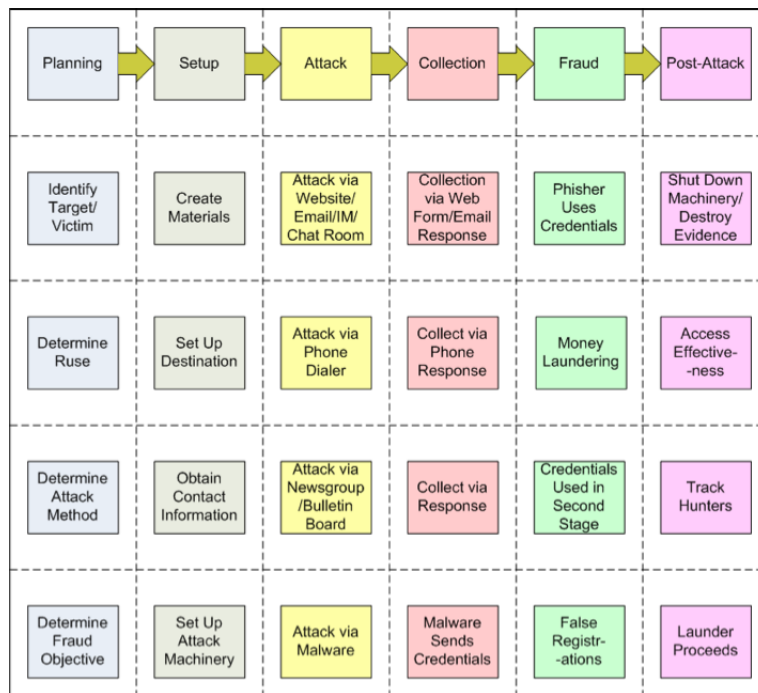 Planning
Setup
Attack
Collection
Fraud
Post-Attack
Identify
Target/
Victim
Create
Materials
Attack via
Website/
Email/IM/
Chat Room
Collection
via Web
Form/Email
Response
Phisher
Uses
Credentials
Shut Down
Machinery/
Destroy
Evidence
Determine
Ruse
Set Up
Destination
Attack via
Phone
Dialer
Collect via
Phone
Response
Money
Laundering
Access
Effective-
-ness
Determine
Attack
Method
Obtain
Contact
Information
Attack via
Newsgroup
/Bulletin
Board
Collect via
Response
Credentials
Used in
Second
Stage
Track
Hunters
Determine
Fraud
Objective
Set Up
Attack
Machinery
Attack via
Malware
Malware
Sends
Credentials
False
Registr-
-ations
Launder
Proceeds